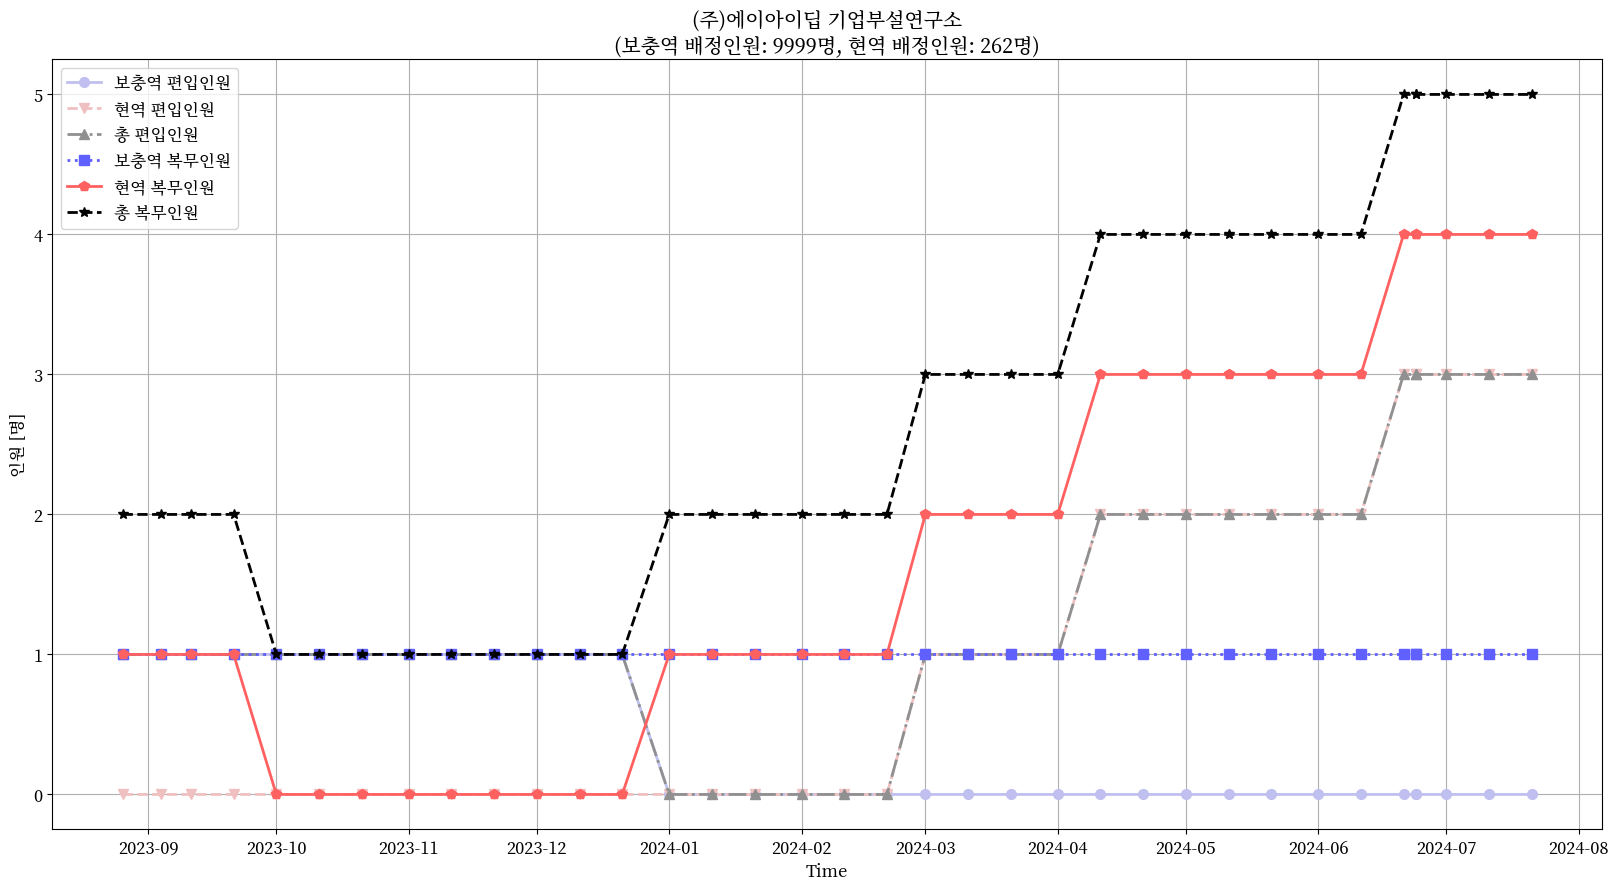 (주)에이아이딥 기업부설연구소
(보충역 배정인원: 9999명, 현역 배정인원: 262명)
보충역 편입인원
현역 편입인원
총 편입인원
보충역 복무인원
현역 복무인원
총 복무인원
5
4
3
2
1
0
인원 [명]
2023-09 2023-10 2023-11 2023-12 2024-01 2024-02 2024-03 2024-04 2024-05 2024-06 2024-07 2024-08
Time